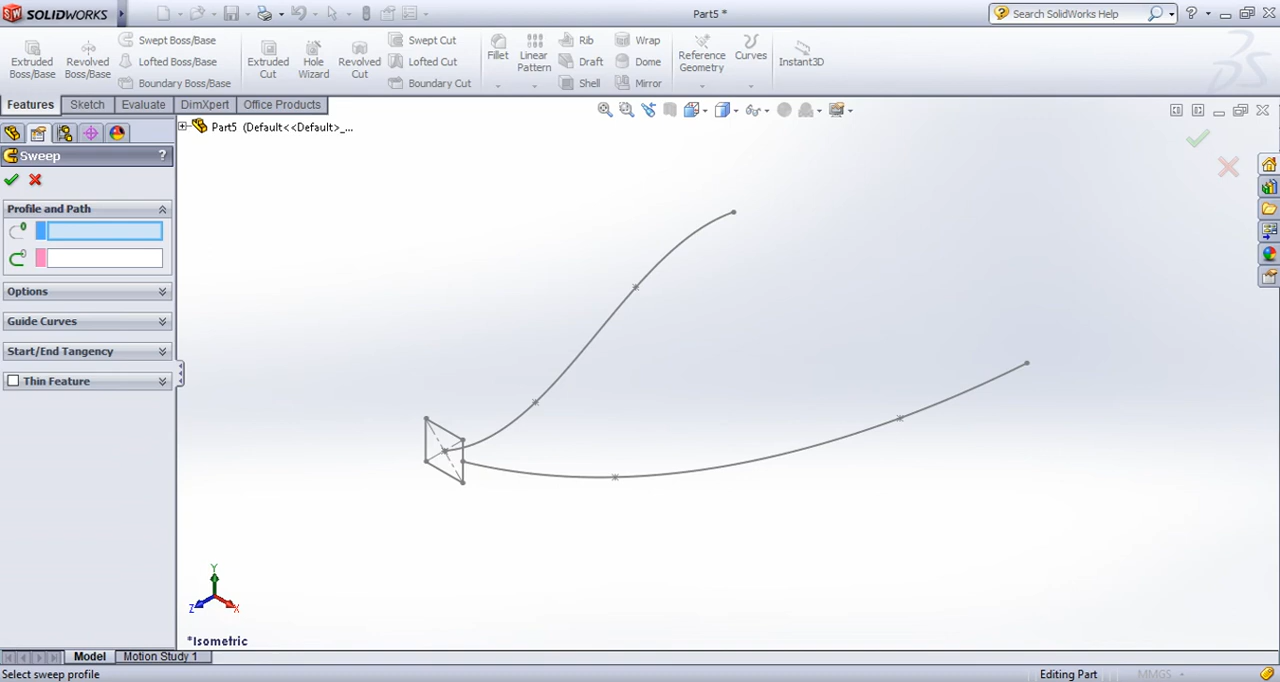 SOLIDWORKS
Part5 *
Search SolidWorks Help
Extruded Boss/Base
Revolved Boss/Base
Swept Boss/Base
Lofted Boss/Base
Boundary Boss/Base
Extruded Cut
Hole Wizard
Revolved Cut
Swept Cut
Lofted Cut
Boundary Cut
Fillet
Linear Pattern
Rib
Draft
Shell
Wrap
Dome
Mirror
Reference Geometry
Curves
Instant3D
Features
Sketch
Evaluate
DimXpert
Office Products
Part5 (Default<<Default>_...
Sweep ?
Profile and Path
Options
Guide Curves
Start/End Tangency
Thin Feature
Y
Z
X
*Isometric
Model
Motion Study 1
Select sweep profile
Editing Part
MMGS